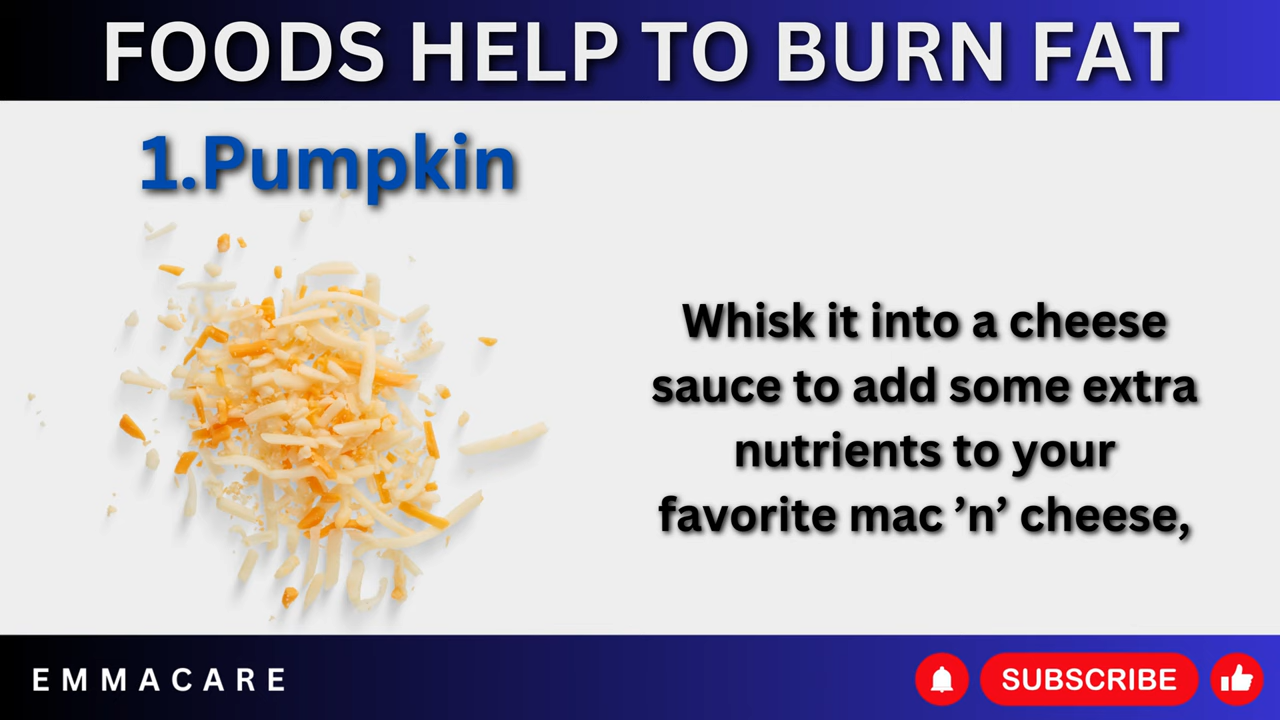 FOODS HELP TO BURN FAT
1.Pumpkin
Whisk it into a cheese
sauce to add some extra
nutrients to your
favorite mac ’n’ cheese,
EMMACARE
SUBSCRIBE